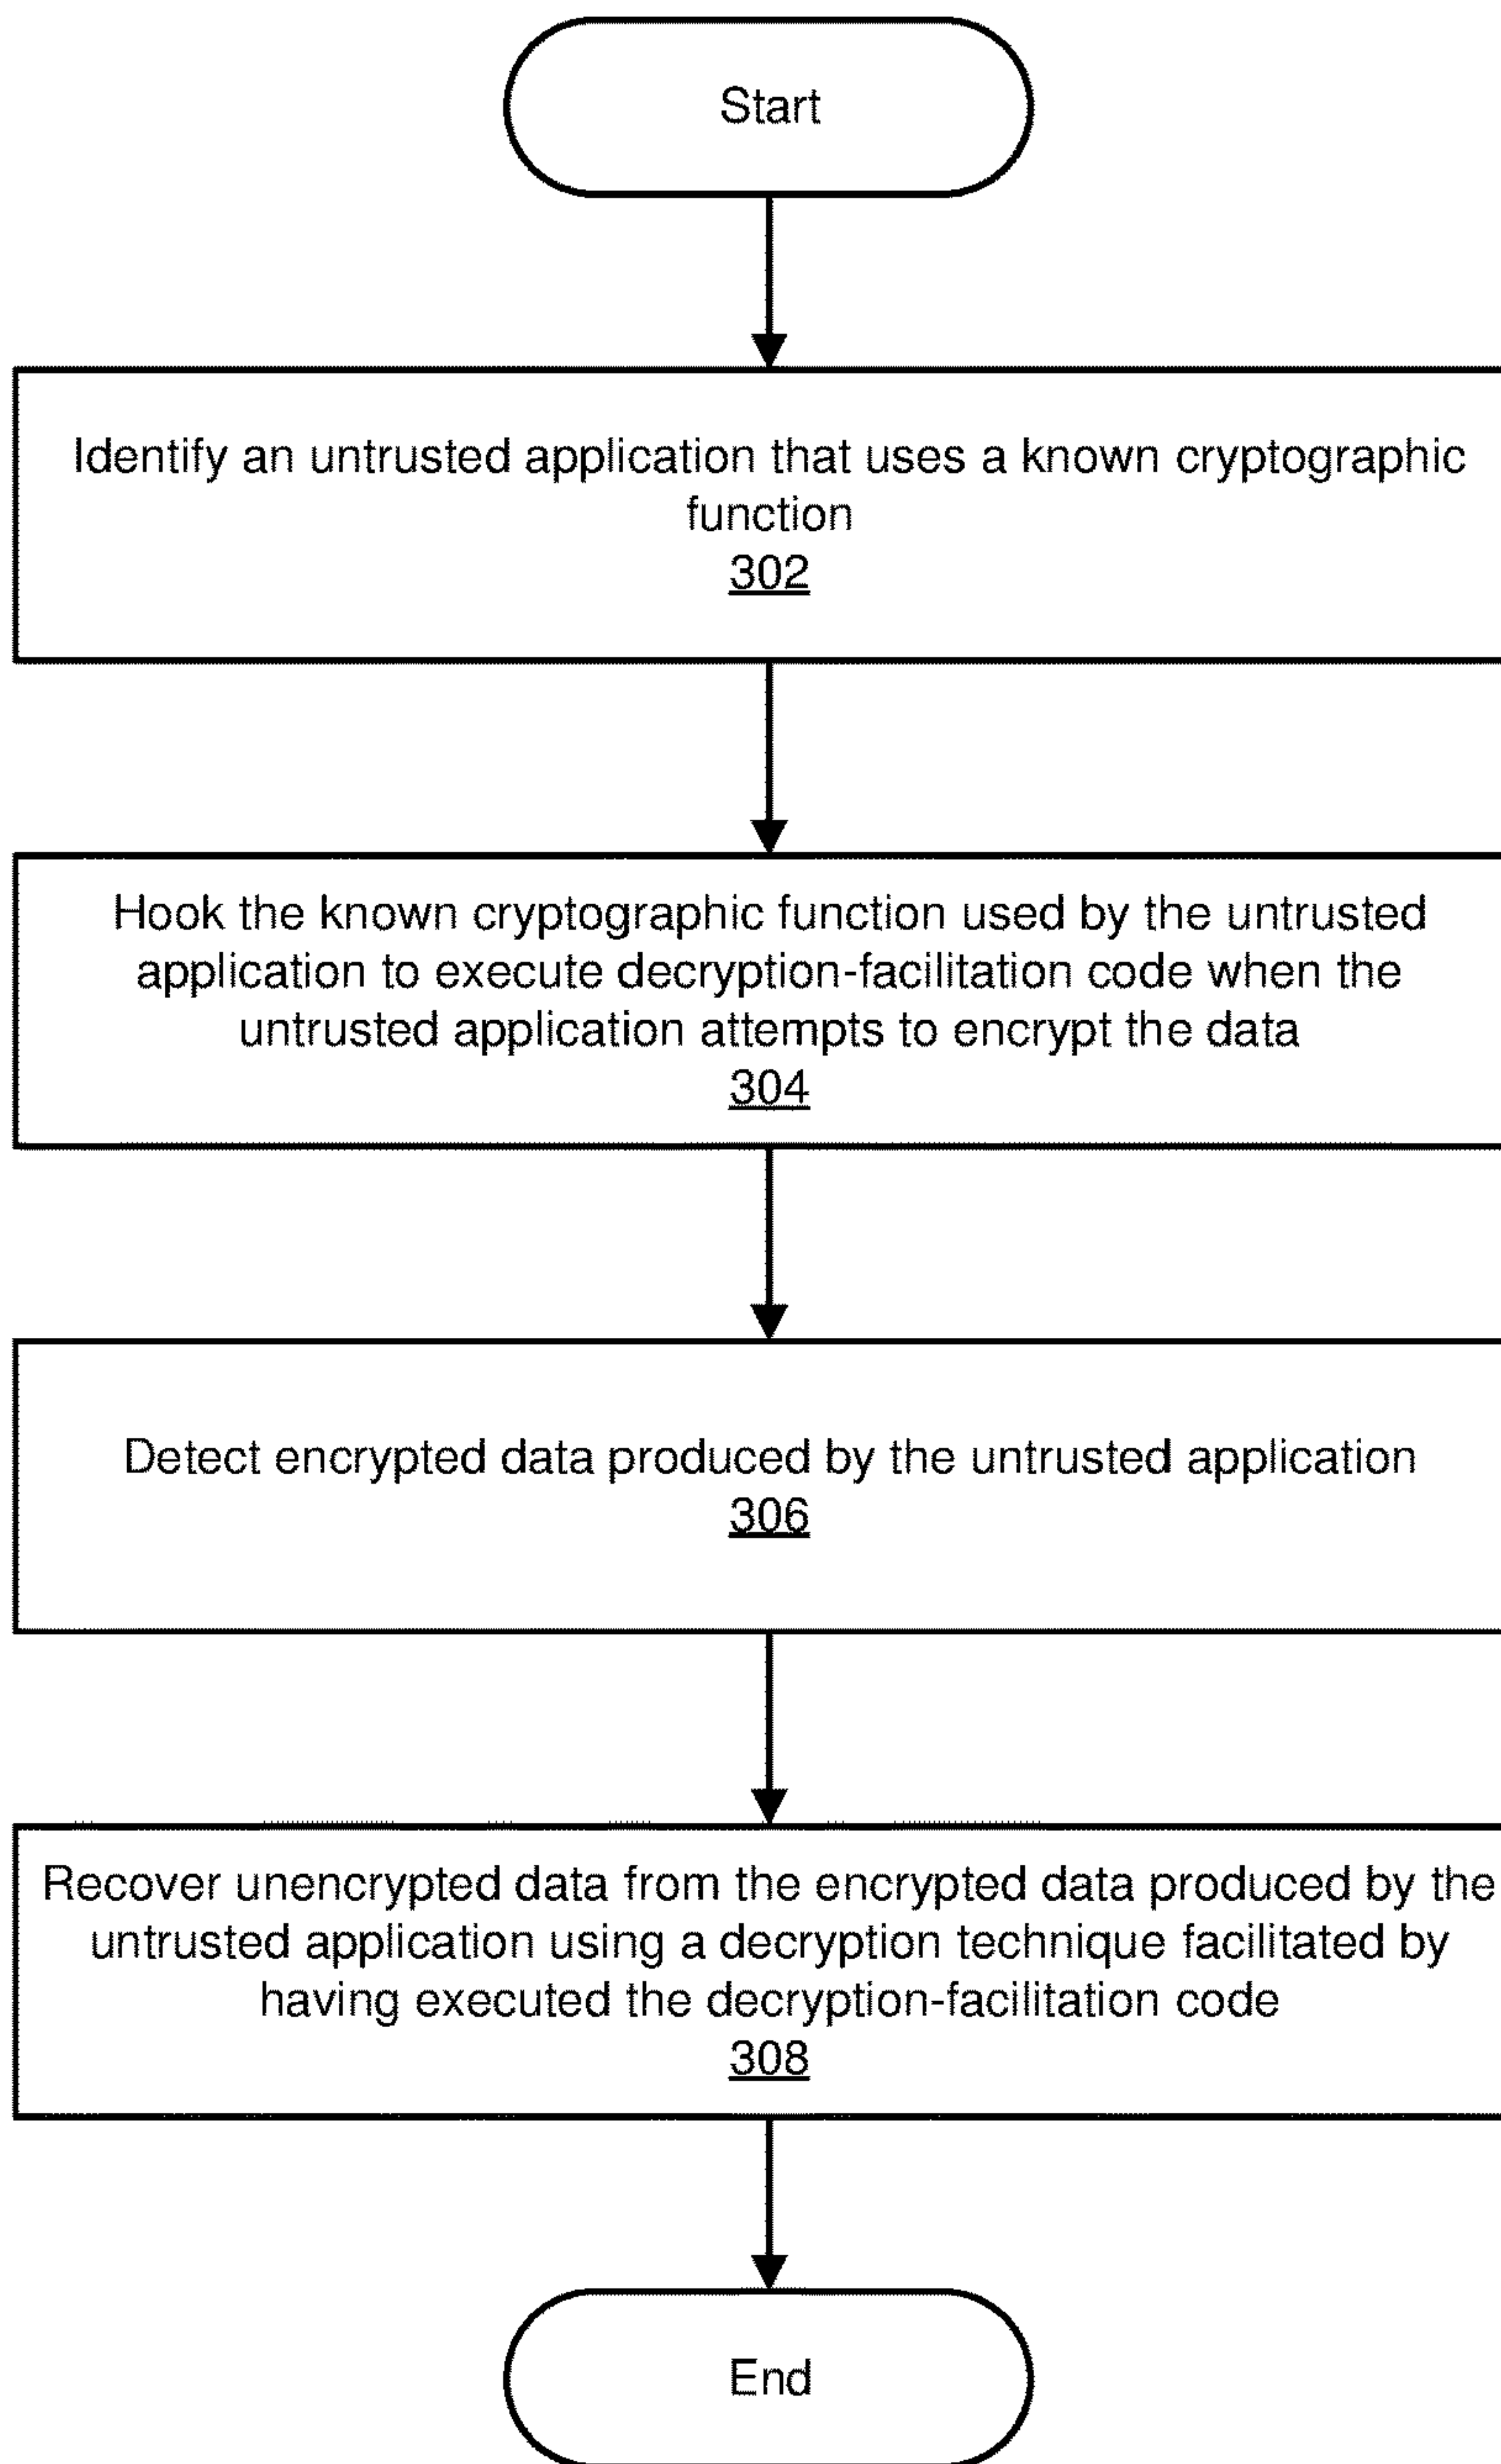 Start
Identify an untrusted application that uses a known cryptographic
function
302
Hook the known cryptographic function used by the untrusted
application to execute decryption-facilitation code when the
untrusted application attempts to encrypt the data
304
Detect encrypted data produced by the untrusted application
306
Recover unencrypted data from the encrypted data produced by the
untrusted application using a decryption technique facilitated by
having executed the decryption-facilitation code
308
End